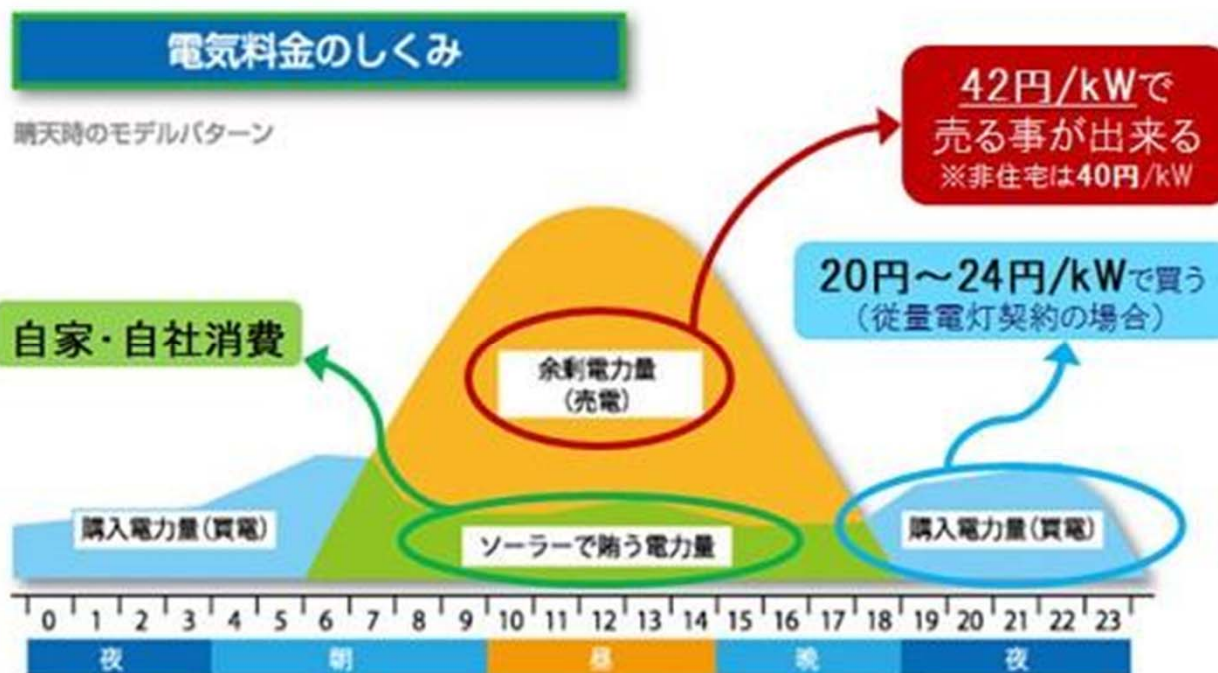 電気料金のしくみ
晴天時のモデルパターン
42円/kWで
売る事が出来る
※非住宅は40円/kW
20円～24円/kWで買う
（従量電灯契約の場合）
自家・自社消費
余剰電力量
（売電）
購入電力量（買電）
ソーラーで賄う電力量
購入電力量（買電）
0 1 2 3 4 5 6 7 8 9 10 11 12 13 14 15 16 17 18 19 20 21 22 23
夜 朝 昼 晩 夜